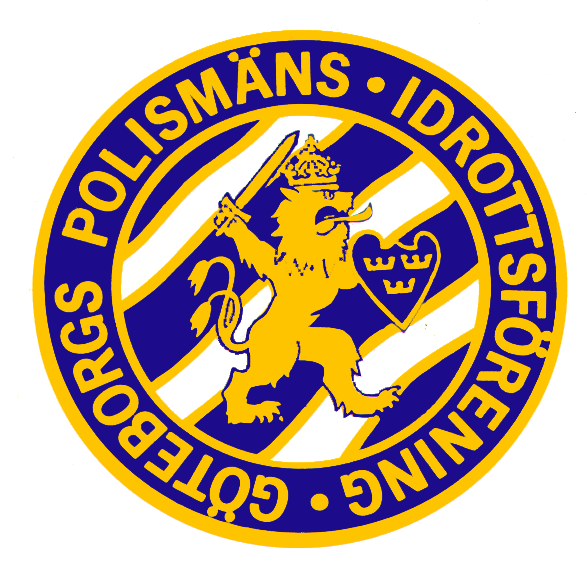 GÖTEBORGS POLISMÄNS • IDROTTSFÖRENING •